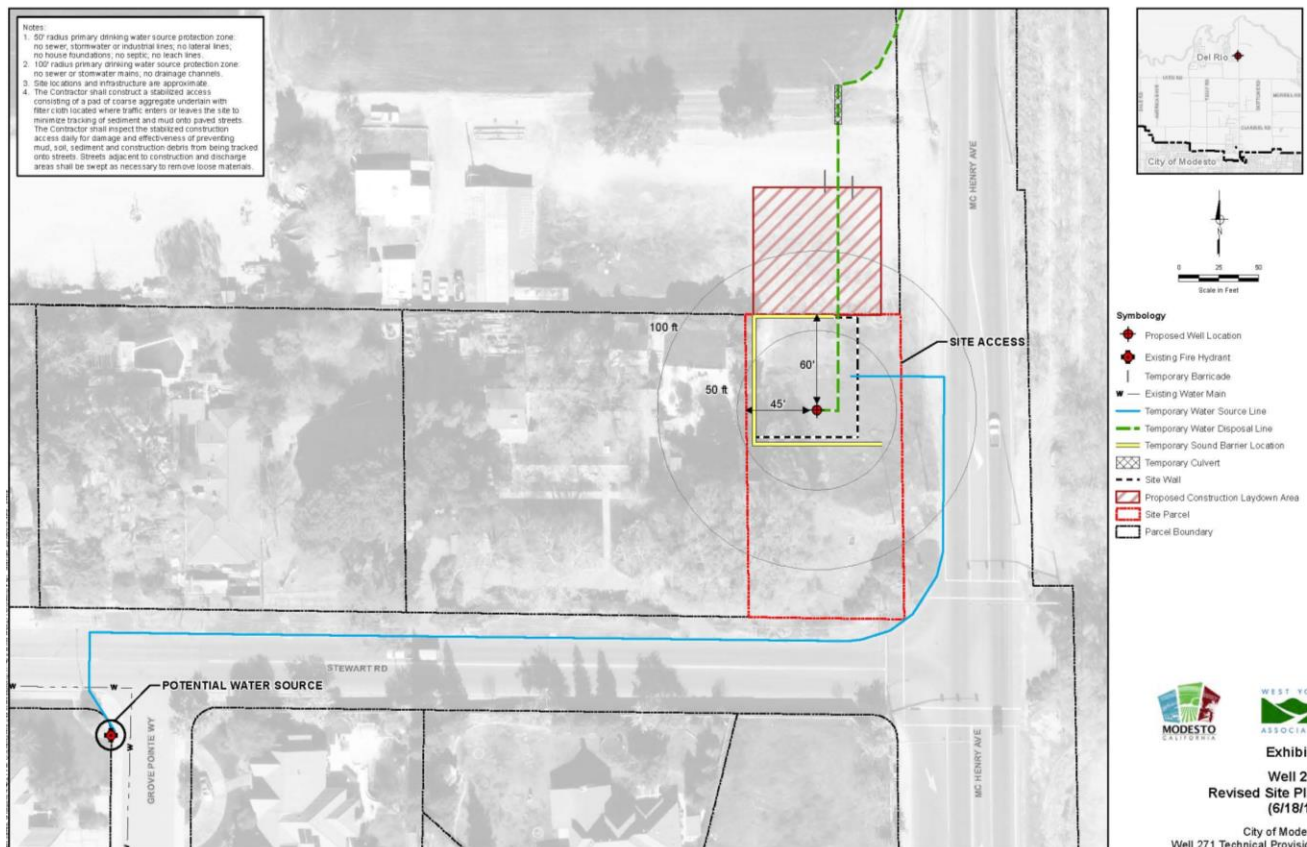 Notes:
1. 50' radius primary drinking water source protection zone:
no sewer, stormwater or industrial lines; no lateral lines;
no house foundations; no septic; no leach lines.
2. 100' radius primary drinking water source protection zone:
no sewer or stormwater mains; no drainage channels.
3. Site locations and infrastructure are approximate.
4. The Contractor shall construct a stabilized access
consisting of a pad of coarse aggregate underlain with
filter cloth located where traffic enters or leaves the site to
minimize tracking of sediment and mud onto paved streets.
The Contractor shall inspect the stabilized construction
access daily for damage and effectiveness of preventing
mud, soil, sediment and construction debris from being tracked
onto streets. Streets adjacent to construction and discharge
areas shall be swept as necessary to remove loose materials.
MC HENRY AVE
100 ft
50 ft
60'
45'
SITE ACCESS
STEWART RD
POTENTIAL WATER SOURCE
W
W
W
W
GROVE POINTE WY
MC HENRY AVE
Del Rio
City of Modesto
N
0 25 50
Scale in Feet
Symbology
Proposed Well Location
Existing Fire Hydrant
Temporary Barricade
W Existing Water Main
Temporary Water Source Line
Temporary Water Disposal Line
Temporary Sound Barrier Location
Temporary Culvert
Site Wall
Proposed Construction Laydown Area
Site Parcel
Parcel Boundary
MODESTO
CALIFORNIA
WEST YO
ASSOCIA
Exhibi
Well 2
Revised Site Pl
(6/18/1
City of Mode
Well 271 Technical Provisio